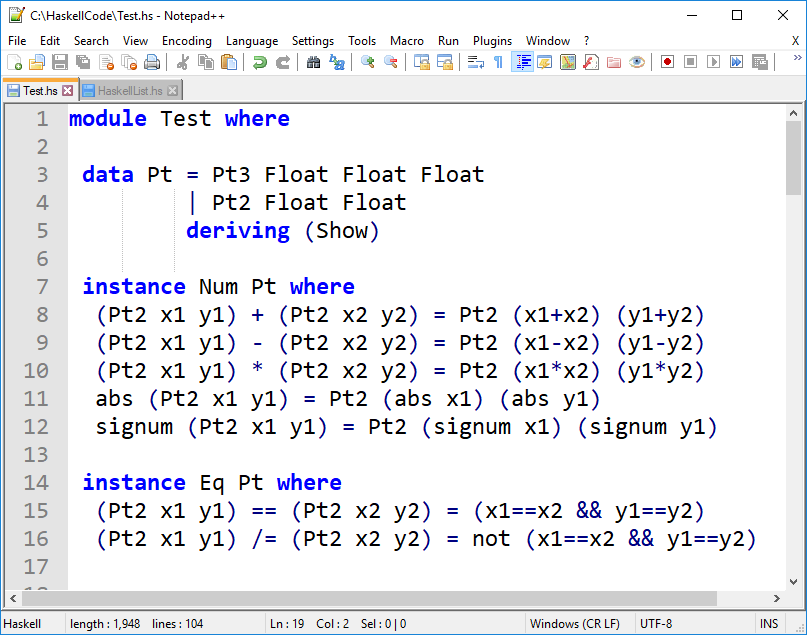 C:\HaskellCode\Test.hs - Notepad++
File Edit Search View Encoding Language Settings Tools Macro Run Plugins Window ? X
Test.hs HaskellList.hs
1 module Test where
2
3 data Pt = Pt3 Float Float Float
4 | Pt2 Float Float
5 deriving (Show)
6
7 instance Num Pt where
8 (Pt2 x1 y1) + (Pt2 x2 y2) = Pt2 (x1+x2) (y1+y2)
9 (Pt2 x1 y1) - (Pt2 x2 y2) = Pt2 (x1-x2) (y1-y2)
10 (Pt2 x1 y1) * (Pt2 x2 y2) = Pt2 (x1*x2) (y1*y2)
11 abs (Pt2 x1 y1) = Pt2 (abs x1) (abs y1)
12 signum (Pt2 x1 y1) = Pt2 (signum x1) (signum y1)
13
14 instance Eq Pt where
15 (Pt2 x1 y1) == (Pt2 x2 y2) = (x1==x2 && y1==y2)
16 (Pt2 x1 y1) /= (Pt2 x2 y2) = not (x1==x2 && y1==y2)
17
Haskell length : 1,948 lines : 104 Ln : 19 Col : 2 Sel : 0 | 0 Windows (CR LF) UTF-8 INS